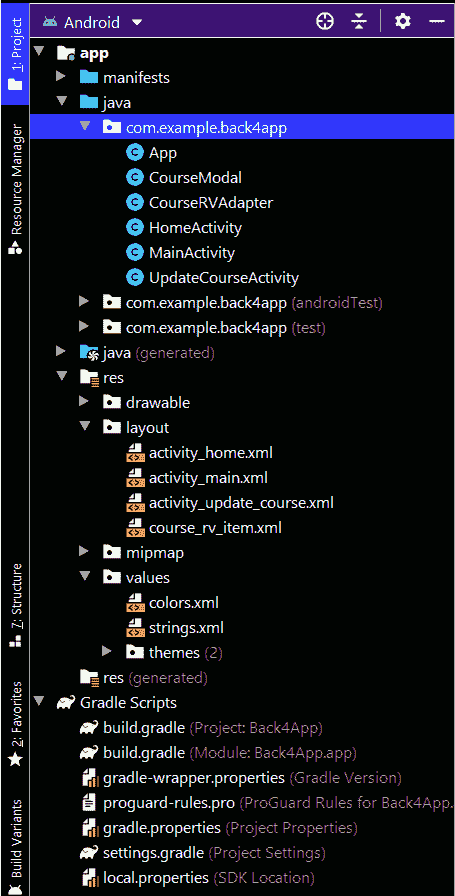 Android
1: Project
Resource Manager
7: Structure
2: Favorites
Build Variants
app
manifests
java
com.example.back4app
App
CourseModal
CourseRVAdapter
HomeActivity
MainActivity
UpdateCourseActivity
com.example.back4app (androidTest)
com.example.back4app (test)
java (generated)
res
drawable
layout
activity_home.xml
activity_main.xml
activity_update_course.xml
course_rv_item.xml
mipmap
values
colors.xml
strings.xml
themes (2)
res (generated)
Gradle Scripts
build.gradle (Project: Back4App)
build.gradle (Module: Back4App.app)
gradle-wrapper.properties (Gradle Version)
proguard-rules.pro (ProGuard Rules for Back4App.
gradle.properties (Project Properties)
settings.gradle (Project Settings)
local.properties (SDK Location)